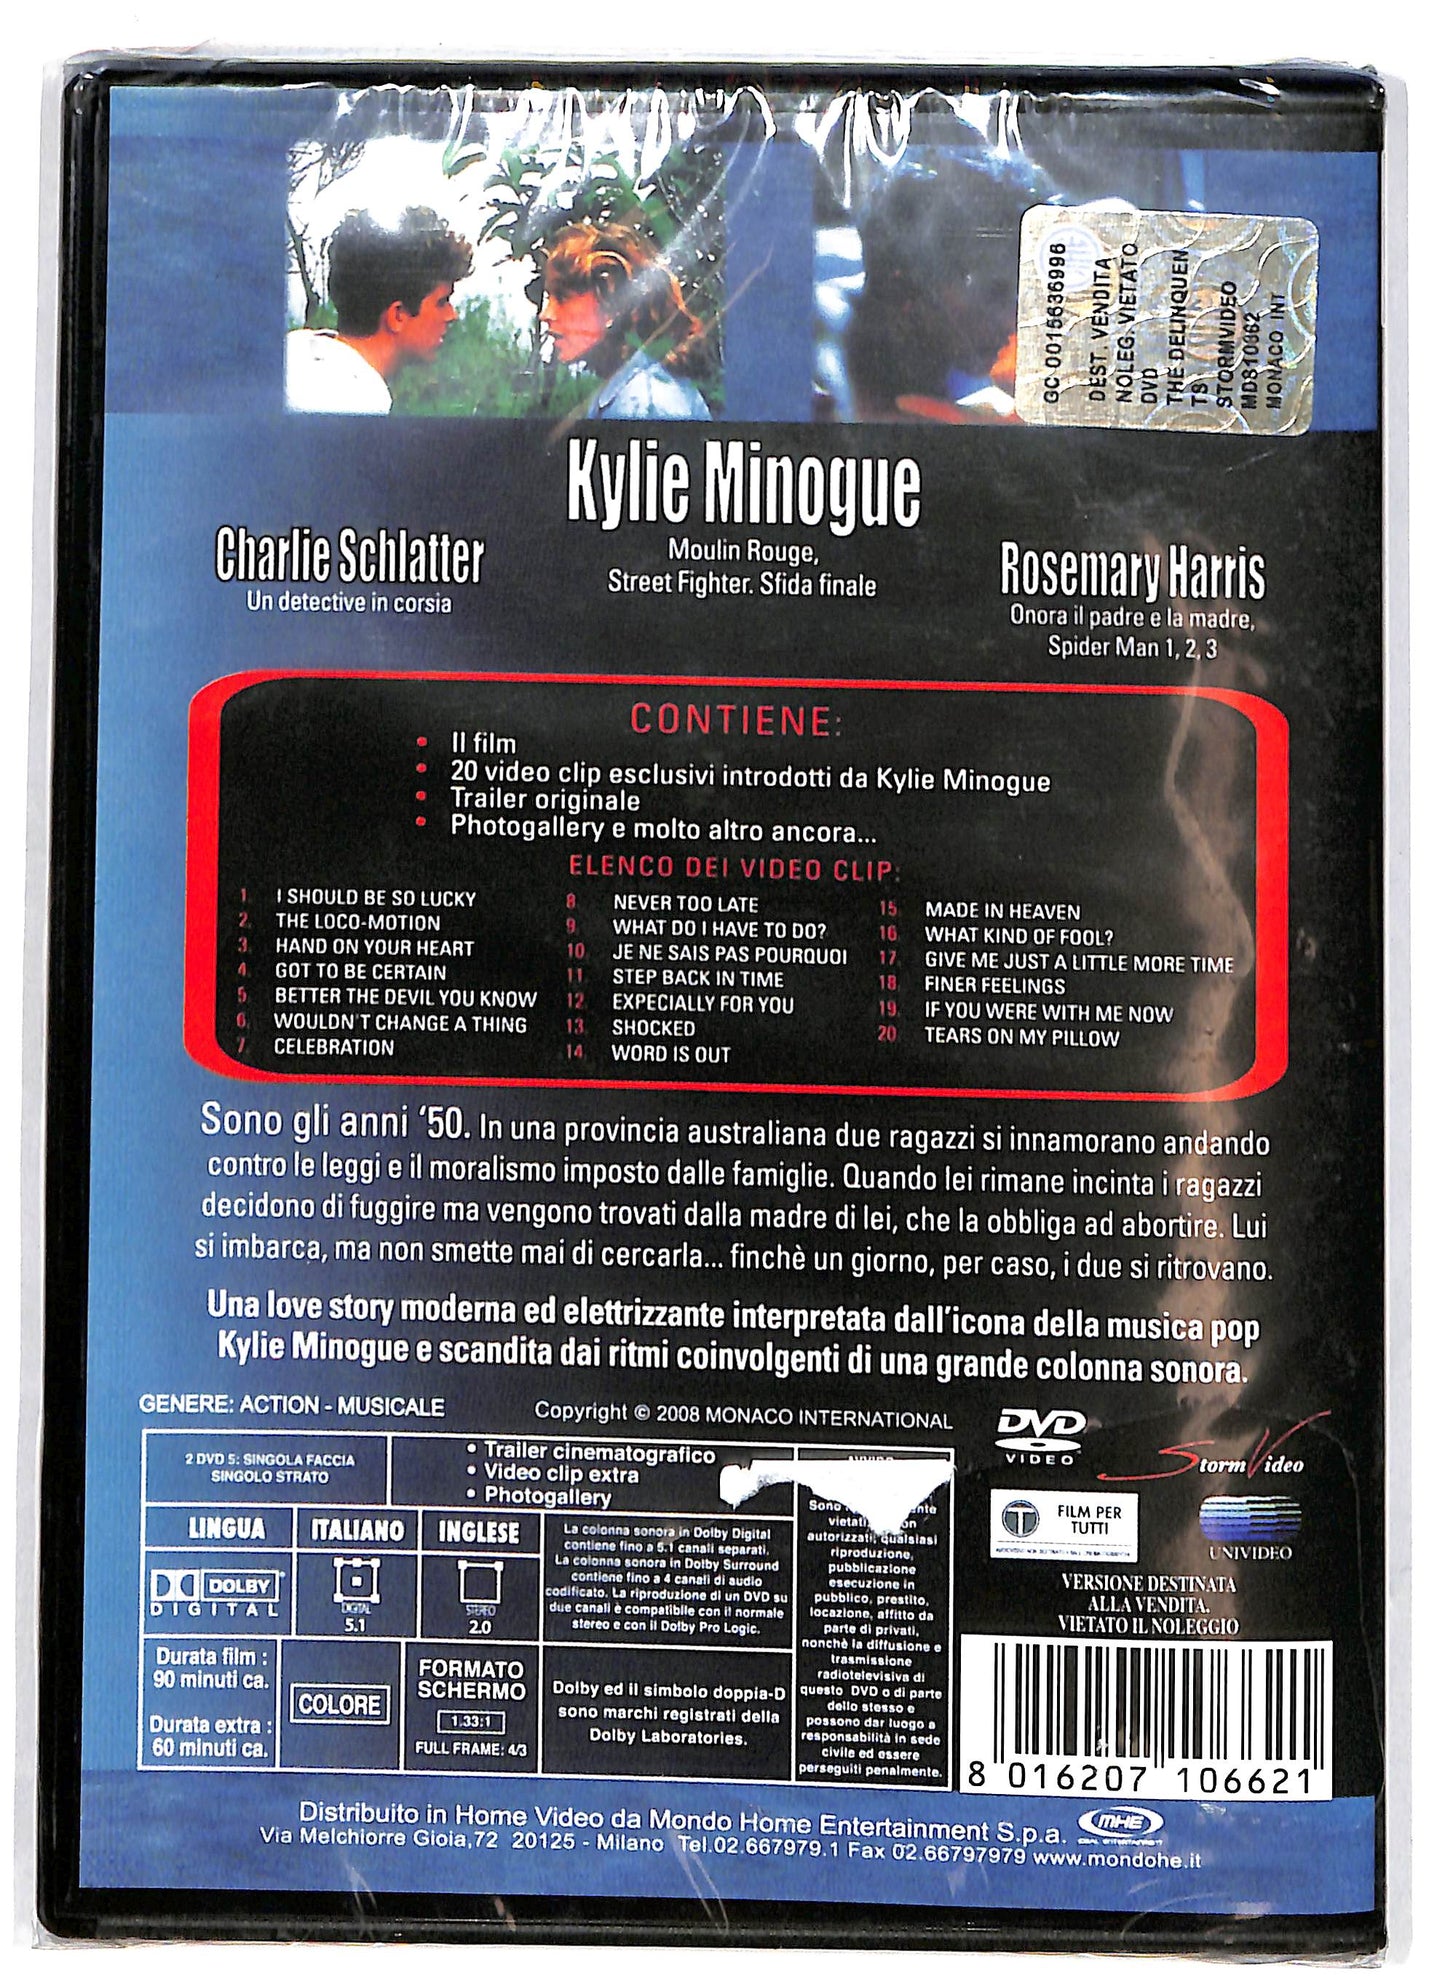 GC 0015636996
DEST. VENDITA
NOLEG. VIETATO
DVD
THE DELINQUEN
TS
STORMVIDEO
MDS810662
MONACO INT
Kylie Minogue
Moulin Rouge,
Street Fighter. Sfida finale
Charlie Schlatter
Un detective in corsia
Rosemary Harris
Onora il padre e la madre,
Spider Man 1, 2, 3
CONTIENE:
• Il film
• 20 video clip esclusivi introdotti da Kylie Minogue
• Trailer originale
• Photogallery e molto altro ancora...
ELENCO DEI VIDEO CLIP:
1. I SHOULD BE SO LUCKY
2. THE LOCO-MOTION
3. HAND ON YOUR HEART
4. GOT TO BE CERTAIN
5. BETTER THE DEVIL YOU KNOW
6. WOULDN'T CHANGE A THING
7. CELEBRATION
8. NEVER TOO LATE
9. WHAT DO I HAVE TO DO?
10. JE NE SAIS PAS POURQUOI
11. STEP BACK IN TIME
12. EXPECIALLY FOR YOU
13. SHOCKED
14. WORD IS OUT
15. MADE IN HEAVEN
16. WHAT KIND OF FOOL?
17. GIVE ME JUST A LITTLE MORE TIME
18. FINER FEELINGS
19. IF YOU WERE WITH ME NOW
20 TEARS ON MY PILLOW
Sono gli anni '50. In una provincia australiana due ragazzi si innamorano andando
contro le leggi e il moralismo imposto dalle famiglie. Quando lei rimane incinta i ragazzi
decidono di fuggire ma vengono trovati dalla madre di lei, che la obbliga ad abortire. Lui
si imbarca, ma non smette mai di cercarla... finchè un giorno, per caso, i due si ritrovano.
Una love story moderna ed elettrizzante interpretata dall'icona della musica pop
Kylie Minogue e scandita dai ritmi coinvolgenti di una grande colonna sonora.
GENERE: ACTION - MUSICALE
Copyright © 2008 MONACO INTERNATIONAL
2 DVD 5: SINGOLA FACCIA
SINGOLO STRATO
• Trailer cinematografico
• Video clip extra
• Photogallery
LINGUA
ITALIANO
INGLESE
DOLBY
DIGITAL
DIGITAL
5.1
STEREO
2.0
La colonna sonora in Dolby Digital
contiene fino a 5.1 canali separati.
La colonna sonora in Dolby Surround
contiene fino a 4 canali di audio
codificato. La riproduzione di un DVD su
due canali è compatibile con il normale
stereo e con il Dolby Pro Logic.
Durata film :
90 minuti ca.
Durata extra :
60 minuti ca.
COLORE
FORMATO
SCHERMO
1.33:1
FULL FRAME: 4/3
Dolby ed il simbolo doppia-D
sono marchi registrati della
Dolby Laboratories.
Sono
vietati
autorizzati, qualsiasi
riproduzione,
pubblicazione
esecuzione in
pubblico, prestito,
locazione, affitto da
parte di privati,
nonchè la diffusione e
trasmissione
radiotelevisiva di
questo DVD o di parte
dello stesso e
possono dar luogo a
responsabilità in sede
civile ed essere
perseguiti penalmente.
DVD
VIDEO
StormVideo
T
FILM PER
TUTTI
UNIVIDEO
VERSIONE DESTINATA
ALLA VENDITA.
VIETATO IL NOLEGGIO
8 016207 106621
Distribuito in Home Video da Mondo Home Entertainment S.p.a.
MHE
Via Melchiorre Gioia,72 20125 - Milano Tel.02.667979.1 Fax 02.66797979 www.mondohe.it